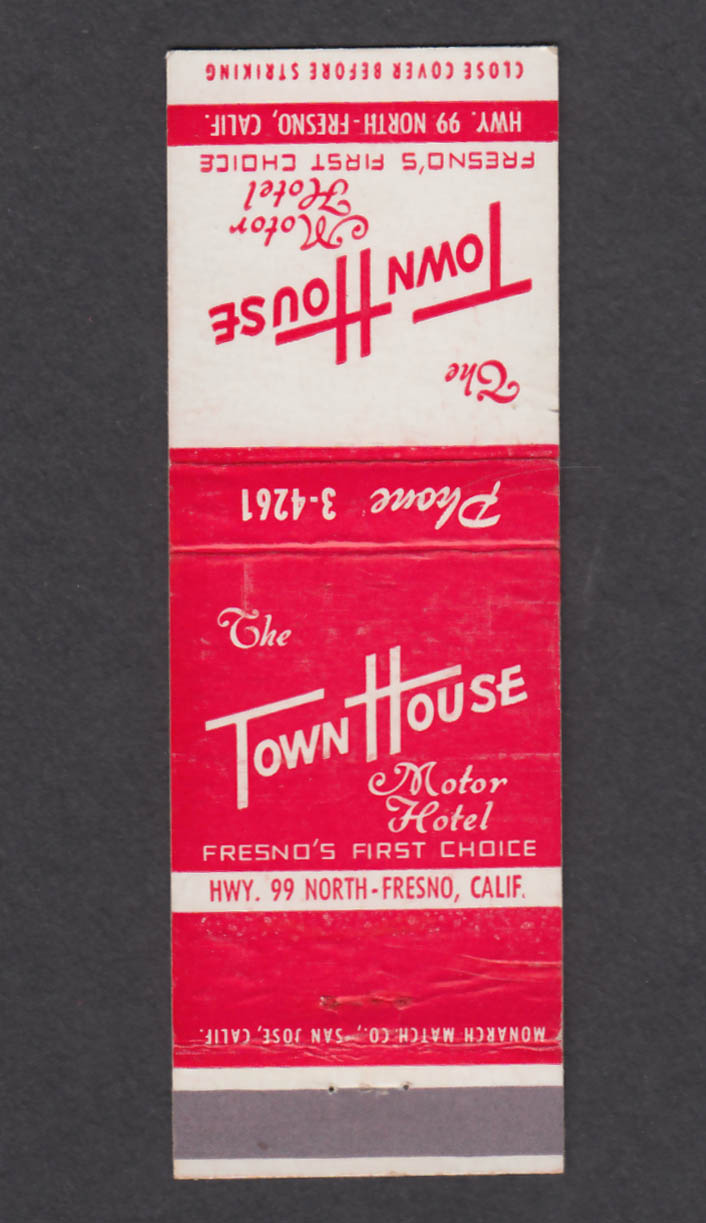 CLOSE COVER BEFORE STRIKING
HWY. 99 NORTH-FRESNO, CALIF.
FRESNO'S FIRST CHOICE
Motor
Hotel
TOWN HOUSE
The
Phone 3-4261
The
TOWN HOUSE
Motor
Hotel
FRESNO'S FIRST CHOICE
HWY. 99 NORTH-FRESNO, CALIF.
MONARCH MATCH CO., SAN JOSE, CALIF.